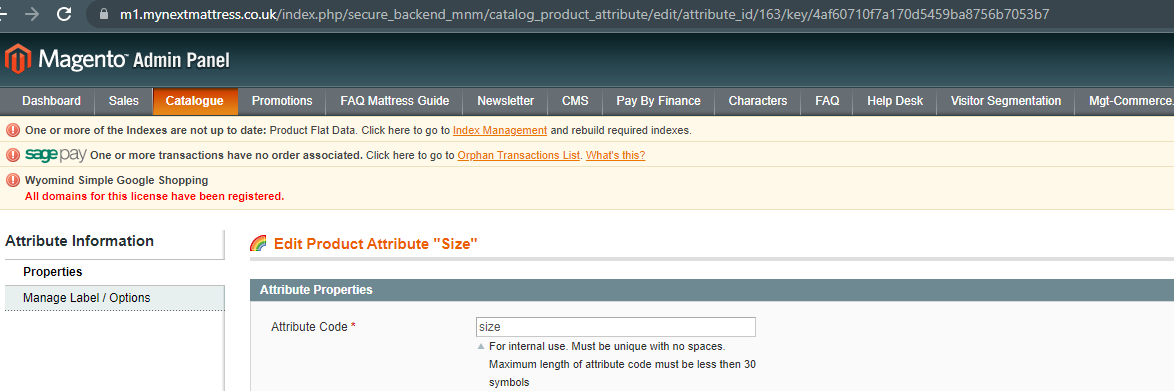 m1.mynextmattress.co.uk/index.php/secure_backend_mnm/catalog_product_attribute/edit/attribute_id/163/key/4af60710f7a170d5459ba8756b7053b7
Magento Admin Panel
Dashboard Sales Catalogue Promotions FAQ Mattress Guide Newsletter CMS Pay By Finance Characters FAQ Help Desk Visitor Segmentation Mgt-Commerce.
One or more of the Indexes are not up to date: Product Flat Data. Click here to go to Index Management and rebuild required indexes.
sage pay One or more transactions have no order associated. Click here to go to Orphan Transactions List. What's this?
Wyomind Simple Google Shopping
All domains for this license have been registered.
Attribute Information
Properties
Manage Label / Options
Edit Product Attribute "Size"
Attribute Properties
Attribute Code * size
For internal use. Must be unique with no spaces.
Maximum length of attribute code must be less then 30
symbols